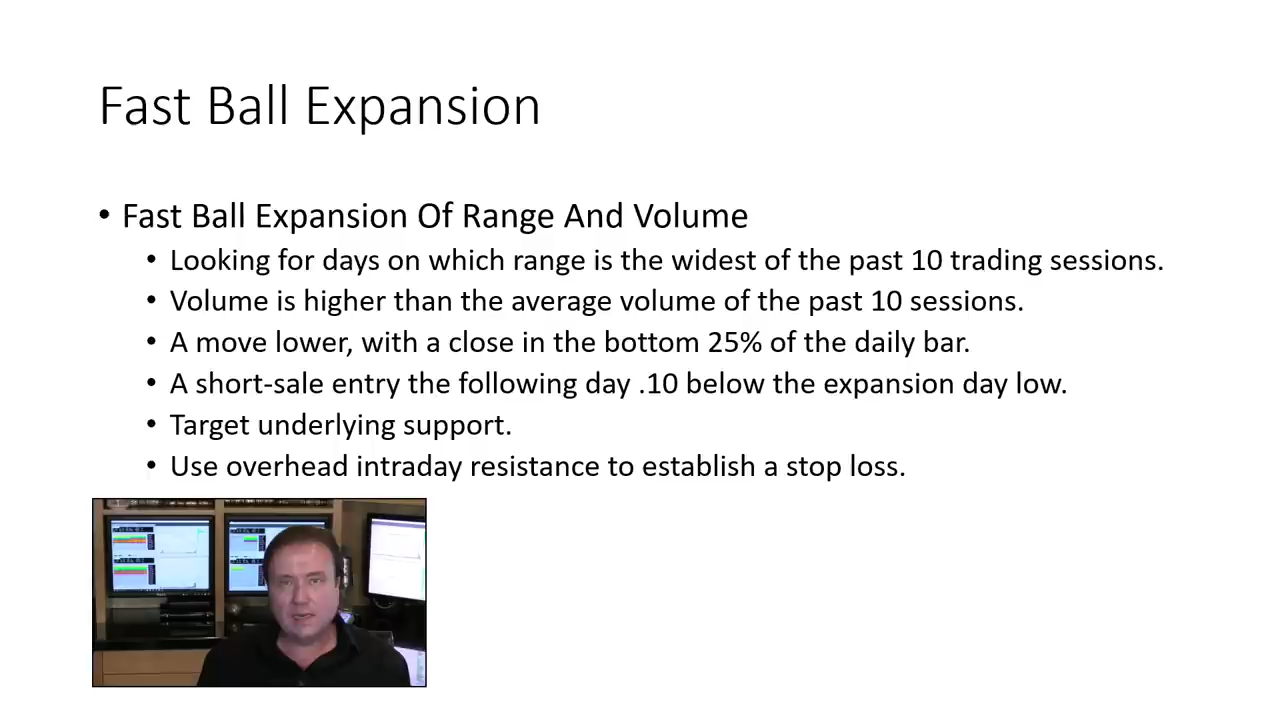 Fast Ball Expansion
• Fast Ball Expansion Of Range And Volume
• Looking for days on which range is the widest of the past 10 trading sessions.
• Volume is higher than the average volume of the past 10 sessions.
• A move lower, with a close in the bottom 25% of the daily bar.
• A short-sale entry the following day .10 below the expansion day low.
• Target underlying support.
• Use overhead intraday resistance to establish a stop loss.